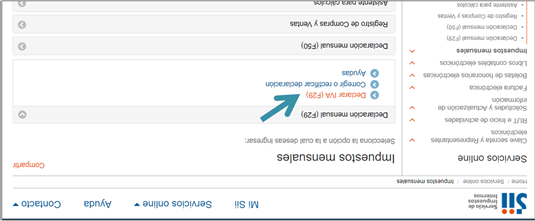 sii Servicio de
Impuestos
Internos
Mi Sii Servicios online Ayuda Contacto
Home / Servicios online / Impuestos mensuales
Servicios online
Clave secreta y Representantes
electrónicos
RUT e Inicio de actividades
Solicitudes y Actualización de
información
Factura electrónica
Boletas de honorarios electrónicas
Libros contables electrónicos
Impuestos mensuales
Declaración mensual (F29)
Declaración mensual (F50)
Registro de Compras y Ventas
Asistente para cálculos
Impuestos mensuales
Compartir
Selecciona la opción a la cual deseas ingresar:
Declaración mensual (F29)
Declarar IVA (F29)
Corregir o rectificar declaración
Ayudas
Declaración mensual (F50)
Registro de Compras y Ventas
Asistente para cálculos